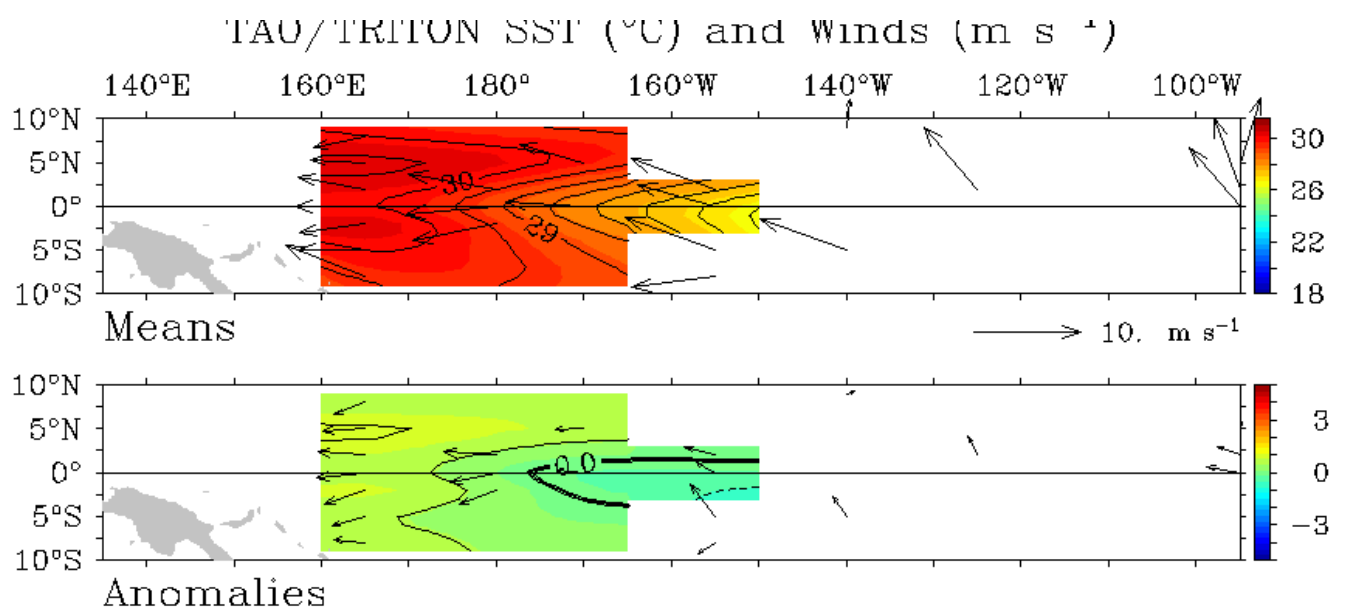 TAO/TRITON SST (°C) and Winds (m s⁻¹)
140°E 160°E 180° 160°W 140°W 120°W 100°W
10°N
5°N
0°
5°S
10°S
30
29
30
26
22
18
Means
10. m s⁻¹
10°N
5°N
0°
5°S
10°S
0.0
3
0
−3
Anomalies